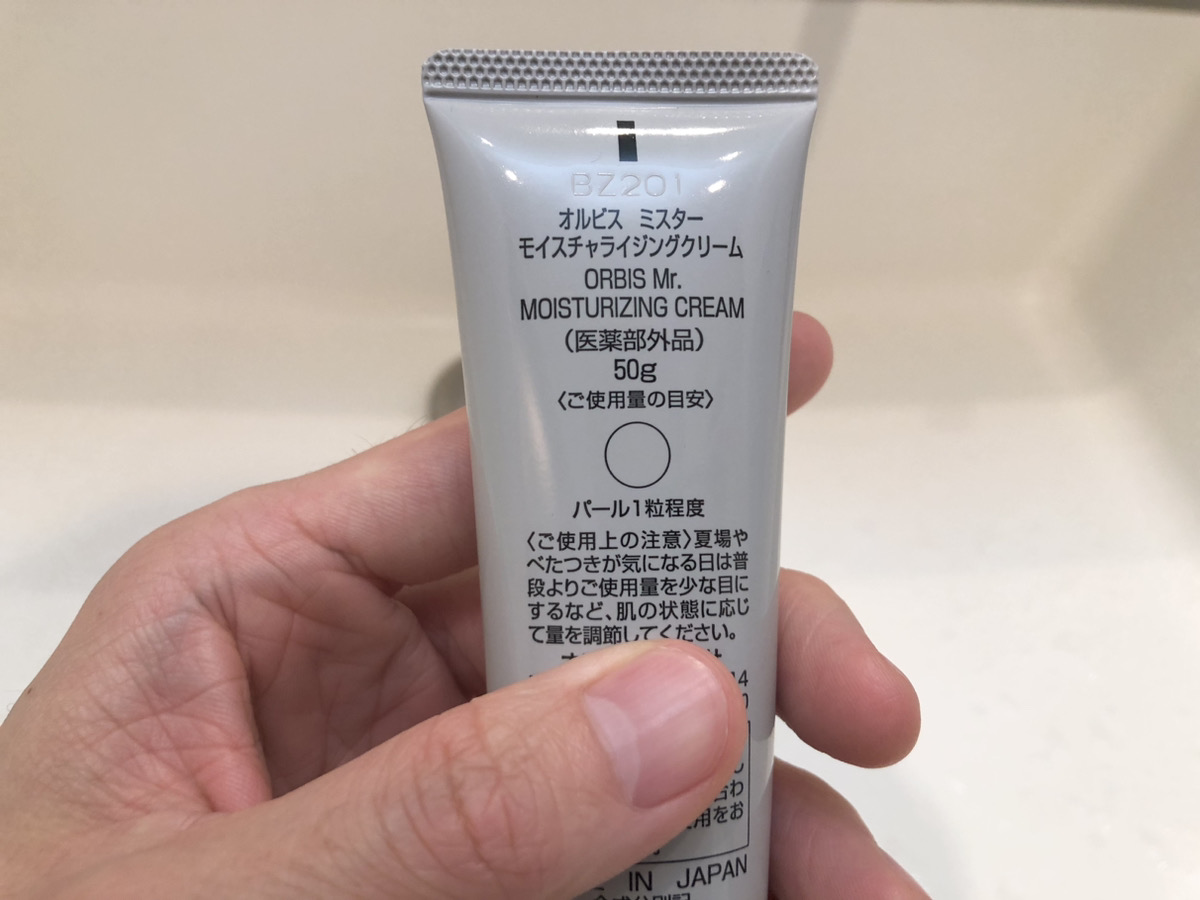 BZ201
オルビス ミスター
モイスチャライジングクリーム
ORBIS Mr.
MOISTURIZING CREAM
（医薬部外品）
50g
〈ご使用量の目安〉
パール1粒程度
〈ご使用上の注意〉夏場や
べたつきが気になる日は普
段よりご使用量を少な目に
するなど、肌の状態に応じ
て量を調節してください。
IN JAPAN